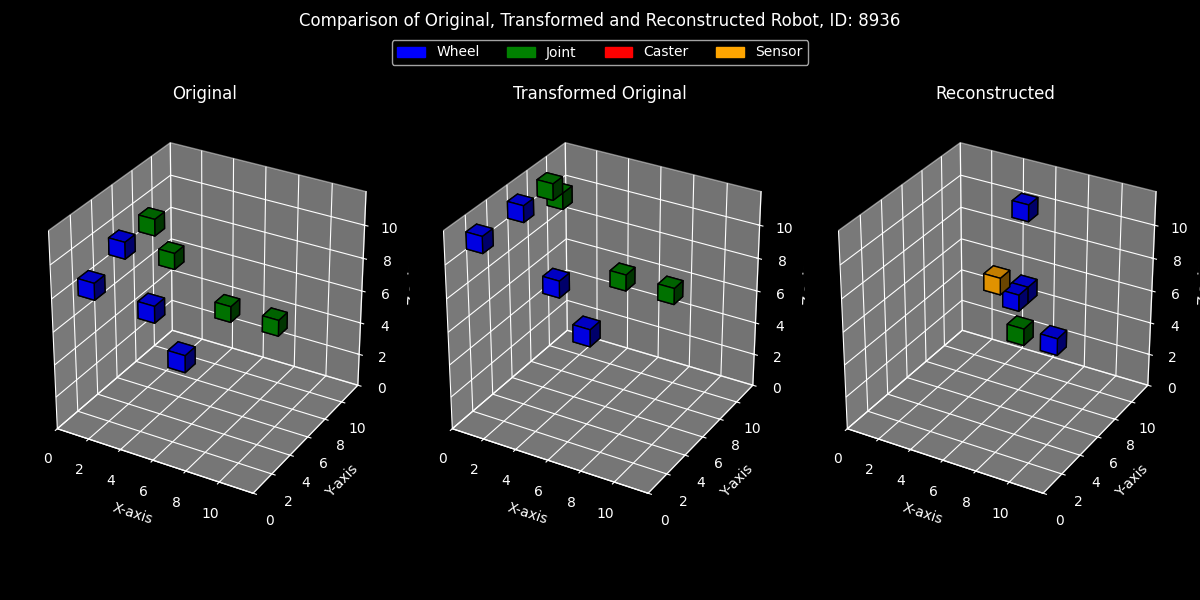 Comparison of Original, Transformed and Reconstructed Robot, ID: 8936
Wheel Joint Caster Sensor
Original Transformed Original Reconstructed
10 10 10
8 8 8
6 6 6
4 4 4
2 2 2
0 0 0
10 10 10
8 8 8
6 6 6
4 4 4
2 2 2
0 0 0
0 2 4 6 8 10 0 2 4 6 8 10 0 2 4 6 8 10
X-axis Y-axis X-axis Y-axis X-axis Y-axis